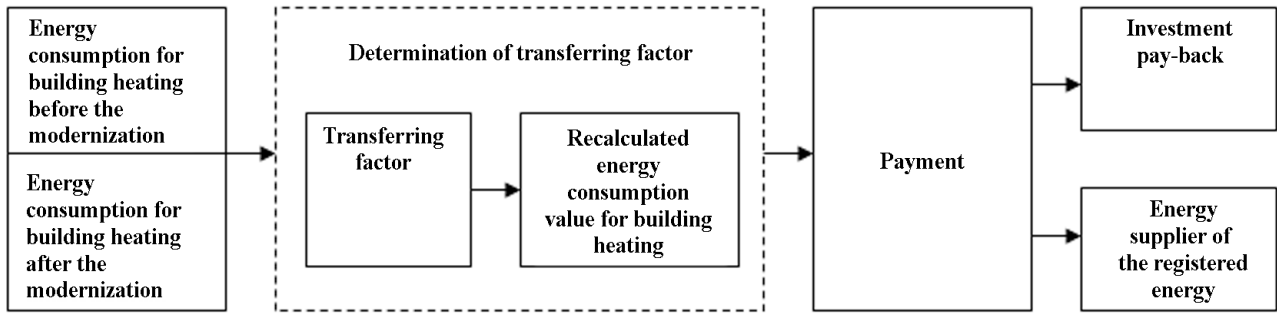 Energy
consumption for
building heating
before the
modernization
Energy
consumption for
building heating
after the
modernization
Determination of transferring factor
Transferring
factor
Recalculated
energy
consumption
value for building
heating
Payment
Investment
pay-back
Energy
supplier of
the registered
energy